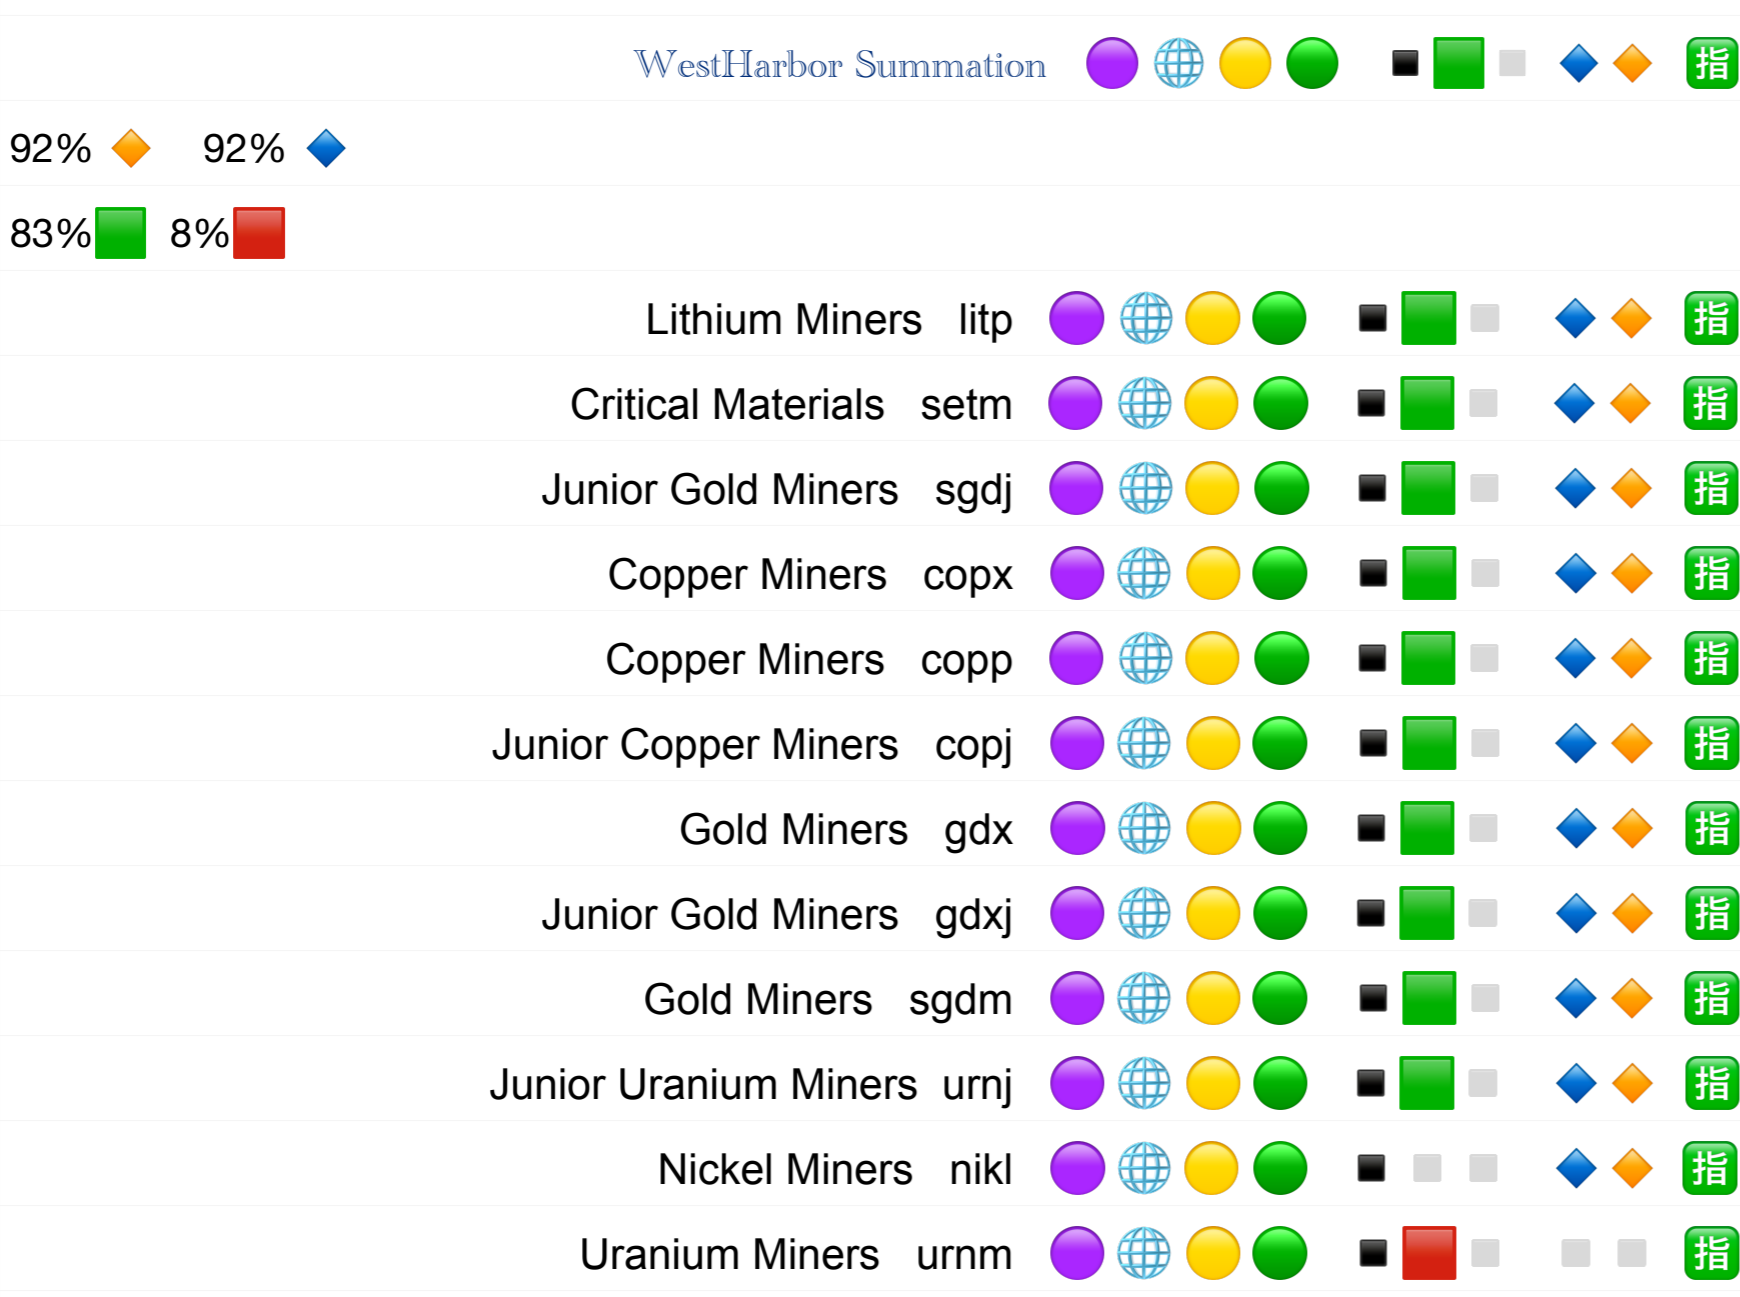 WestHarbor Summation 🟣 🌐 🟡 🟢 ▪️ 🟩 ◽ 🔹 🔸 🈯
92% 🔸 92% 🔹
83%🟩 8%🟥
Lithium Miners litp 🟣 🌐 🟡 🟢 ▪️ 🟩 ◽ 🔹 🔸 🈯
Critical Materials setm 🟣 🌐 🟡 🟢 ▪️ 🟩 ◽ 🔹 🔸 🈯
Junior Gold Miners sgdj 🟣 🌐 🟡 🟢 ▪️ 🟩 ◽ 🔹 🔸 🈯
Copper Miners copx 🟣 🌐 🟡 🟢 ▪️ 🟩 ◽ 🔹 🔸 🈯
Copper Miners copp 🟣 🌐 🟡 🟢 ▪️ 🟩 ◽ 🔹 🔸 🈯
Junior Copper Miners copj 🟣 🌐 🟡 🟢 ▪️ 🟩 ◽ 🔹 🔸 🈯
Gold Miners gdx 🟣 🌐 🟡 🟢 ▪️ 🟩 ◽ 🔹 🔸 🈯
Junior Gold Miners gdxj 🟣 🌐 🟡 🟢 ▪️ 🟩 ◽ 🔹 🔸 🈯
Gold Miners sgdm 🟣 🌐 🟡 🟢 ▪️ 🟩 ◽ 🔹 🔸 🈯
Junior Uranium Miners urnj 🟣 🌐 🟡 🟢 ▪️ 🟩 ◽ 🔹 🔸 🈯
Nickel Miners nikl 🟣 🌐 🟡 🟢 ▪️ ◽ ◽ 🔹 🔸 🈯
Uranium Miners urnm 🟣 🌐 🟡 🟢 ▪️ 🟥 ◽ ◽ ◽ 🈯